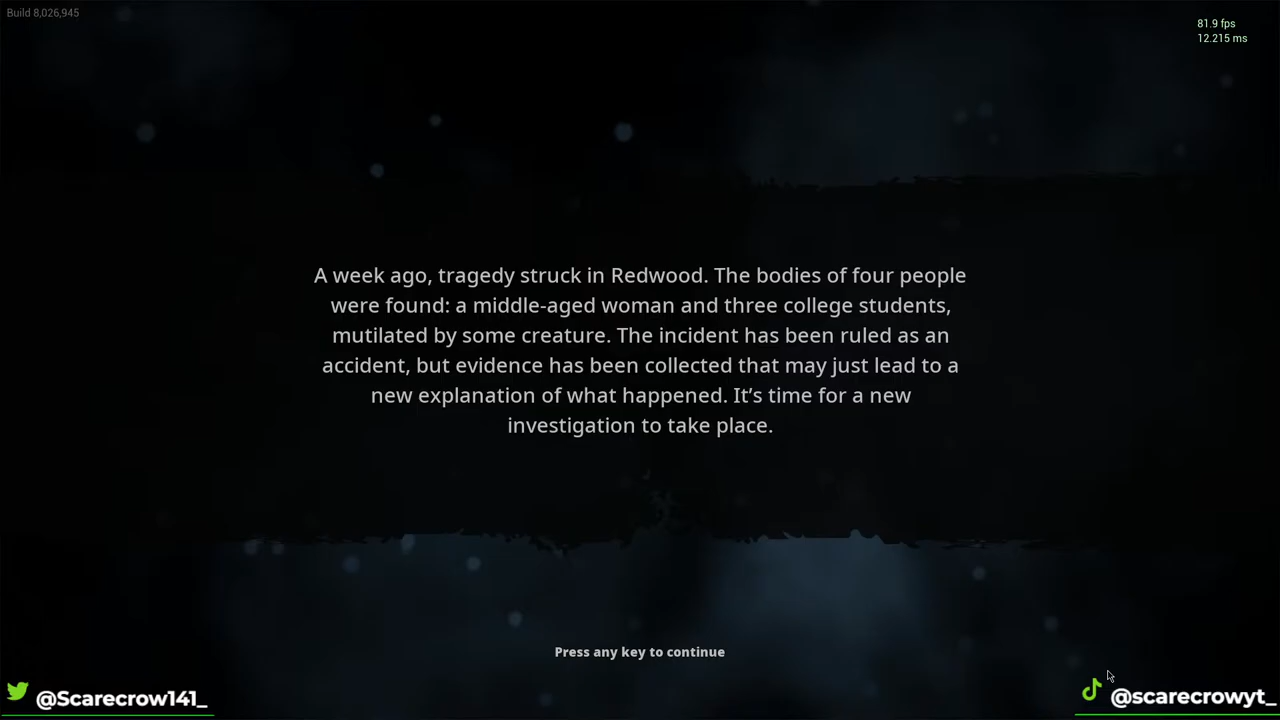 Build 8,026,945
81.9 fps
12.215 ms
A week ago, tragedy struck in Redwood. The bodies of four people
were found: a middle-aged woman and three college students,
mutilated by some creature. The incident has been ruled as an
accident, but evidence has been collected that may just lead to a
new explanation of what happened. It’s time for a new
investigation to take place.
Press any key to continue
@Scarecrow141_
@scarecrowyt_